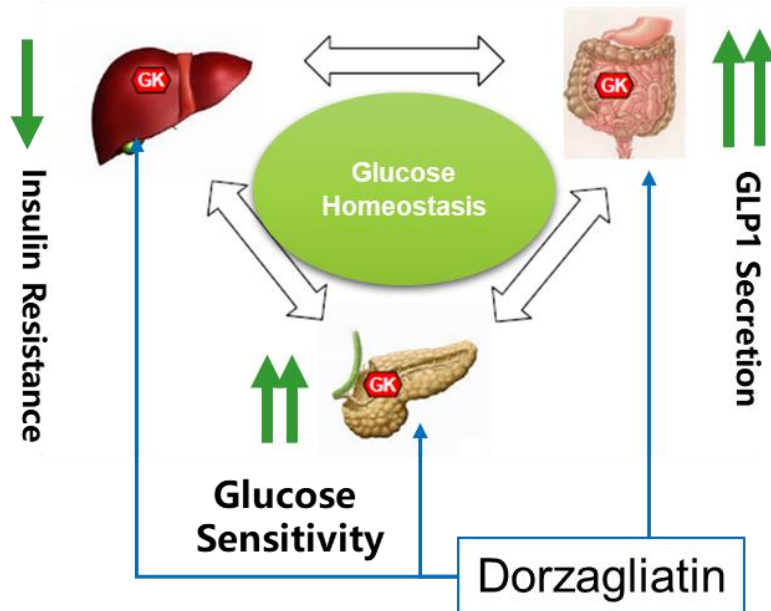 GK
GK
Glucose
Homeostasis
Insulin Resistance
GLP1 Secretion
GK
Glucose
Sensitivity
Dorzagliatin